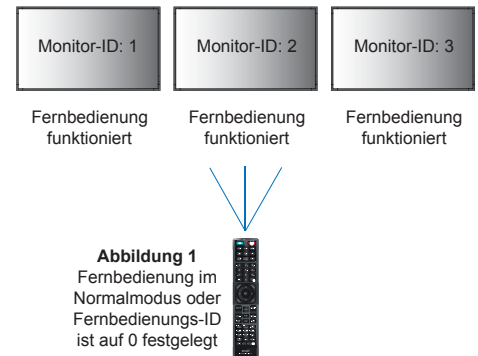 Monitor-ID: 1
Monitor-ID: 2
Monitor-ID: 3
Fernbedienung
funktioniert
Fernbedienung
funktioniert
Fernbedienung
funktioniert
Abbildung 1
Fernbedienung im
Normalmodus oder
Fernbedienungs-ID
ist auf 0 festgelegt